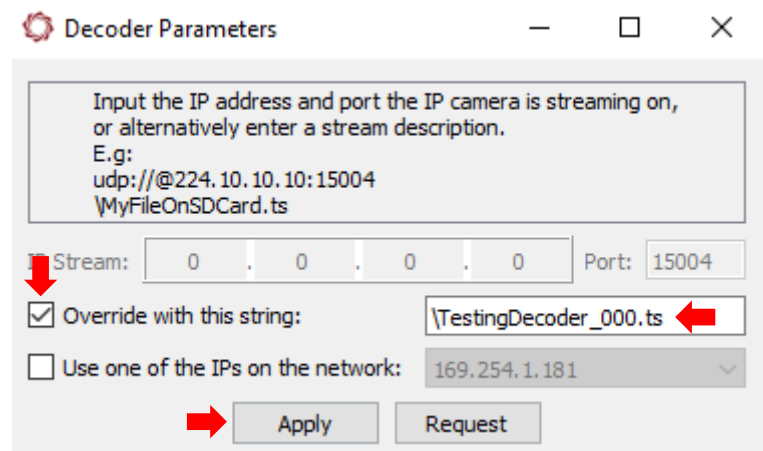 Decoder Parameters
Input the IP address and port the IP camera is streaming on,
or alternatively enter a stream description.
E.g:
udp://@224.10.10.10:15004
\MyFileOnSDCard.ts
Stream: 0 . 0 . 0 . 0 Port: 15004
Override with this string: \TestingDecoder_000.ts
Use one of the IPs on the network: 169.254.1.181
Apply Request